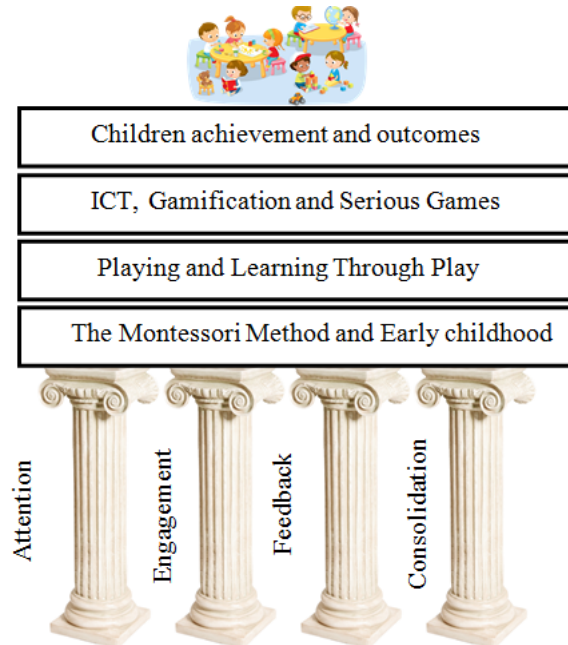 Children achievement and outcomes
ICT, Gamification and Serious Games
Playing and Learning Through Play
The Montessori Method and Early childhood
Attention
Engagement
Feedback
Consolidation